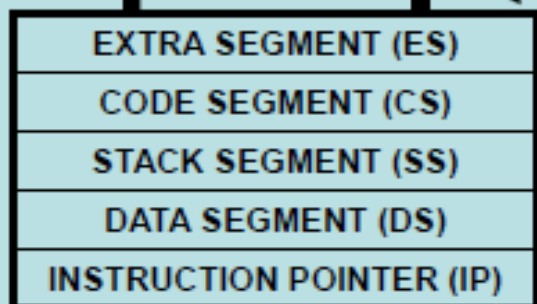 EXTRA SEGMENT (ES)
CODE SEGMENT (CS)
STACK SEGMENT (SS)
DATA SEGMENT (DS)
INSTRUCTION POINTER (IP)